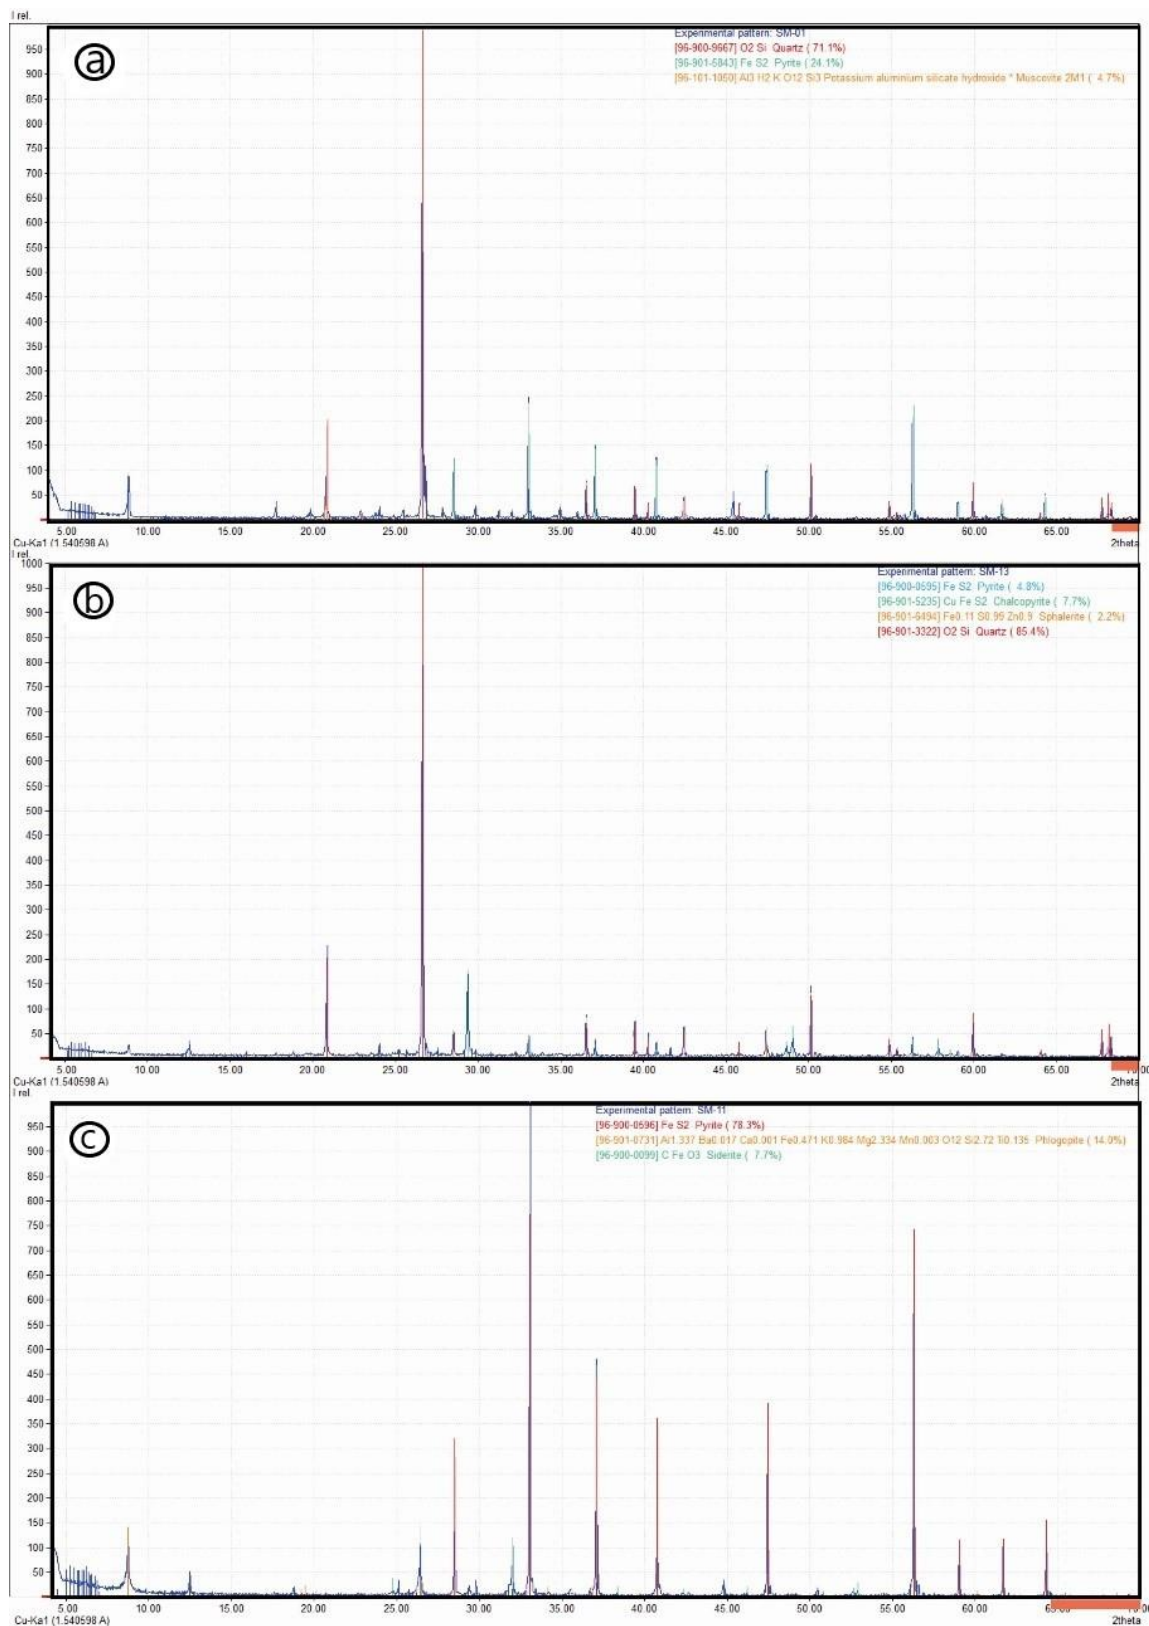 I rel.
a
Experimental pattern: SM-01
[96-900-9667] O2 Si Quartz ( 71.1%)
[96-901-5843] Fe S2 Pyrite ( 24.1%)
[96-101-1050] Al3 H2 K O12 Si3 Potassium aluminium silicate hydroxide * Muscovite 2M1 ( 4.7%)
950
900
850
800
750
700
650
600
550
500
450
400
350
300
250
200
150
100
50
5.00 10.00 15.00 20.00 25.00 30.00 35.00 40.00 45.00 50.00 55.00 60.00 65.00
Cu-Ka1 (1.540598 A) 2theta
I rel.
b
Experimental pattern: SM-13
[96-900-0595] Fe S2 Pyrite ( 4.8%)
[96-901-5235] Cu Fe S2 Chalcopyrite ( 7.7%)
[96-901-6494] Fe0.11 S0.99 Zn0.9 Sphalerite ( 2.2%)
[96-901-3322] O2 Si Quartz ( 85.4%)
1000
950
900
850
800
750
700
650
600
550
500
450
400
350
300
250
200
150
100
50
5.00 10.00 15.00 20.00 25.00 30.00 35.00 40.00 45.00 50.00 55.00 60.00 65.00
Cu-Ka1 (1.540598 A) 2theta
I rel.
c
Experimental pattern: SM-11
[96-900-0596] Fe S2 Pyrite ( 78.3%)
[96-901-0731] Al1.337 Ba0.017 Ca0.001 Fe0.471 K0.984 Mg2.334 Mn0.003 O12 Si2.72 Ti0.135 Phlogopite ( 14.0%)
[96-900-0099] C Fe O3 Siderite ( 7.7%)
950
900
850
800
750
700
650
600
550
500
450
400
350
300
250
200
150
100
50
5.00 10.00 15.00 20.00 25.00 30.00 35.00 40.00 45.00 50.00 55.00 60.00
Cu-Ka1 (1.540598 A) 2theta